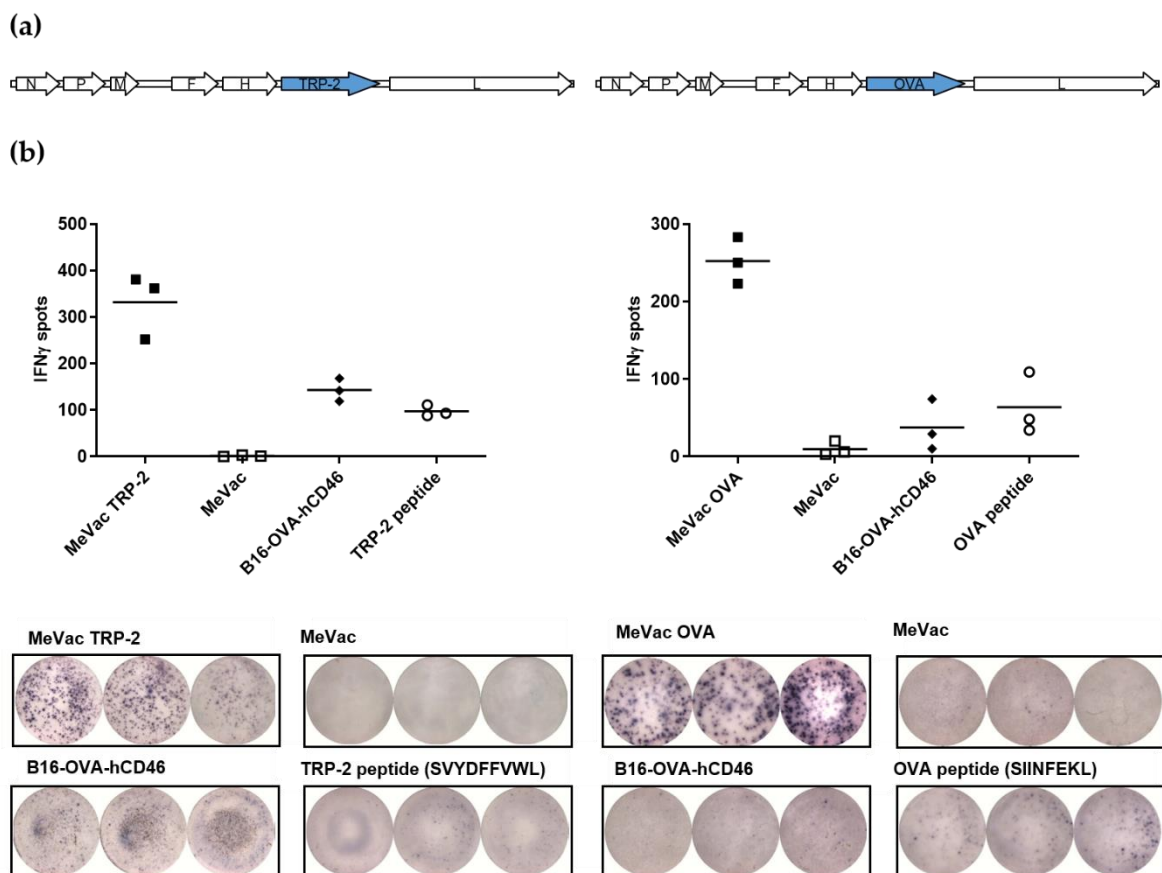 (a)
N P M F H TRP-2 L N P M F H OVA L
(b)
500
400
300
200
100
0
IFNγ spots
MeVac TRP-2
MeVac
B16-OVA-hCD46
TRP-2 peptide
300
200
100
0
IFNγ spots
MeVac OVA
MeVac
B16-OVA-hCD46
OVA peptide
MeVac TRP-2 MeVac MeVac OVA MeVac
B16-OVA-hCD46 TRP-2 peptide (SVYDFFVWL) B16-OVA-hCD46 OVA peptide (SIINFEKL)